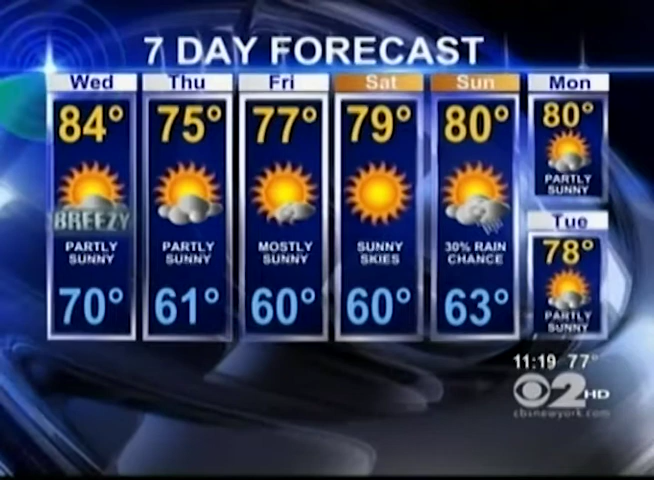 7 DAY FORECAST
Wed Thu Fri Sat Sun Mon
84° 75° 77° 79° 80° 80°
PARTLY SUNNY
BREEZY
PARTLY SUNNY
PARTLY SUNNY
MOSTLY SUNNY
SUNNY SKIES
30% RAIN CHANCE
70° 61° 60° 60° 63°
Tue
78°
PARTLY SUNNY
11:19 77°
2 HD
cbsnewyork.com